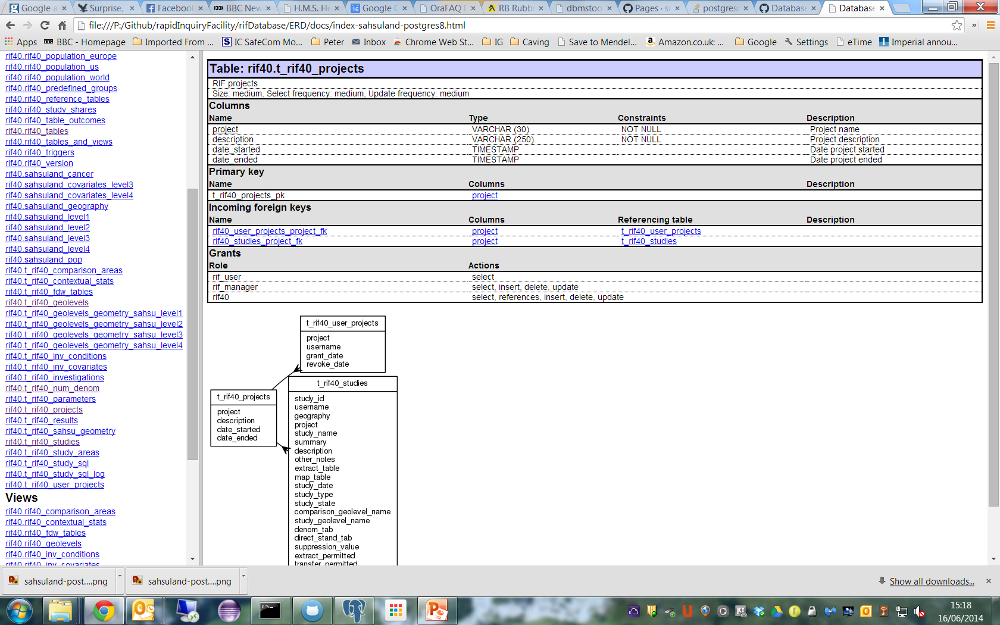 Google a
Surprise,
Facebook
BBC New
H.M.S. He
Google C
OraFAQ F
RB Rubbi
dbmstoo
Pages · s
postgresc
Database
Database
file:///P:/Github/rapidInquiryFacility/rifDatabase/ERD/docs/index-sahsuland-postgres8.html
Apps
BBC - Homepage
Imported From ...
IC SafeCom Mo...
Peter
Inbox
Chrome Web St...
IG
Caving
Save to Mendel...
Amazon.co.uk: ...
Google
Settings
eTime
Imperial annou...
rif40.rif40_population_europe
rif40.rif40_population_us
rif40.rif40_population_world
rif40.rif40_predefined_groups
rif40.rif40_reference_tables
rif40.rif40_study_shares
rif40.rif40_table_outcomes
rif40.rif40_tables
rif40.rif40_tables_and_views
rif40.rif40_triggers
rif40.rif40_version
rif40.sahsuland_cancer
rif40.sahsuland_covariates_level3
rif40.sahsuland_covariates_level4
rif40.sahsuland_geography
rif40.sahsuland_level1
rif40.sahsuland_level2
rif40.sahsuland_level3
rif40.sahsuland_level4
rif40.sahsuland_pop
rif40.t_rif40_comparison_areas
rif40.t_rif40_contextual_stats
rif40.t_rif40_fdw_tables
rif40.t_rif40_geolevels
rif40.t_rif40_geolevels_geometry_sahsu_level1
rif40.t_rif40_geolevels_geometry_sahsu_level2
rif40.t_rif40_geolevels_geometry_sahsu_level3
rif40.t_rif40_geolevels_geometry_sahsu_level4
rif40.t_rif40_inv_conditions
rif40.t_rif40_inv_covariates
rif40.t_rif40_investigations
rif40.t_rif40_num_denom
rif40.t_rif40_parameters
rif40.t_rif40_projects
rif40.t_rif40_results
rif40.t_rif40_sahsu_geometry
rif40.t_rif40_studies
rif40.t_rif40_study_areas
rif40.t_rif40_study_sql
rif40.t_rif40_study_sql_log
rif40.t_rif40_user_projects
Views
rif40.rif40_comparison_areas
rif40.rif40_contextual_stats
rif40.rif40_fdw_tables
rif40.rif40_geolevels
rif40.rif40_inv_conditions
rif40.rif40_inv_covariates
Table: rif40.t_rif40_projects
RIF projects
Size: medium, Select frequency: medium, Update frequency: medium
Columns
Name Type Constraints Description
project VARCHAR (30) NOT NULL Project name
description VARCHAR (250) NOT NULL Project description
date_started TIMESTAMP Date project started
date_ended TIMESTAMP Date project ended
Primary key
Name Columns Description
t_rif40_projects_pk project
Incoming foreign keys
Name Columns Referencing table Description
rif40_user_projects_project_fk project t_rif40_user_projects
rif40_studies_project_fk project t_rif40_studies
Grants
Role Actions
rif_user select
rif_manager select, insert, delete, update
rif40 select, references, insert, delete, update
t_rif40_user_projects
project
username
grant_date
revoke_date
t_rif40_projects
project
description
date_started
date_ended
t_rif40_studies
study_id
username
geography
project
study_name
summary
description
other_notes
extract_table
map_table
study_date
study_type
study_state
comparison_geolevel_name
study_geolevel_name
denom_tab
direct_stand_tab
suppression_value
extract_permitted
transfer_permitted
sahsuland-post....png
sahsuland-post....png
Show all downloads...
15:18
16/06/2014